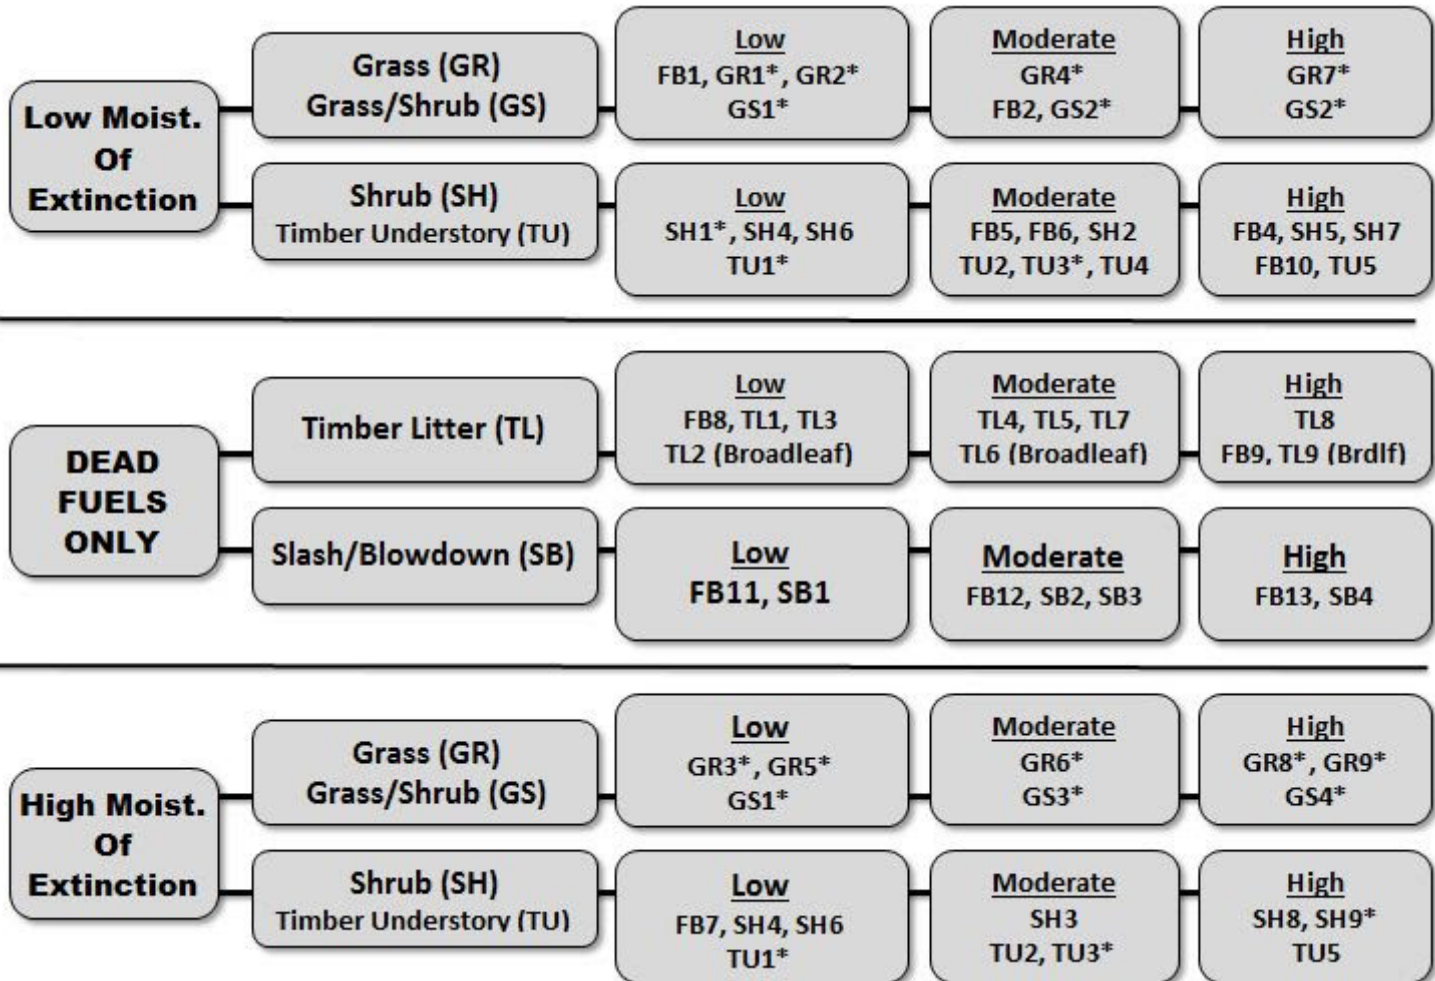 Low Moist.
Of
Extinction
Grass (GR)
Grass/Shrub (GS)
Low
FB1, GR1*, GR2*
GS1*
Moderate
GR4*
FB2, GS2*
High
GR7*
GS2*
Shrub (SH)
Timber Understory (TU)
Low
SH1*, SH4, SH6
TU1*
Moderate
FB5, FB6, SH2
TU2, TU3*, TU4
High
FB4, SH5, SH7
FB10, TU5
DEAD
FUELS
ONLY
Timber Litter (TL)
Low
FB8, TL1, TL3
TL2 (Broadleaf)
Moderate
TL4, TL5, TL7
TL6 (Broadleaf)
High
TL8
FB9, TL9 (Brdlf)
Slash/Blowdown (SB)
Low
FB11, SB1
Moderate
FB12, SB2, SB3
High
FB13, SB4
High Moist.
Of
Extinction
Grass (GR)
Grass/Shrub (GS)
Low
GR3*, GR5*
GS1*
Moderate
GR6*
GS3*
High
GR8*, GR9*
GS4*
Shrub (SH)
Timber Understory (TU)
Low
FB7, SH4, SH6
TU1*
Moderate
SH3
TU2, TU3*
High
SH8, SH9*
TU5